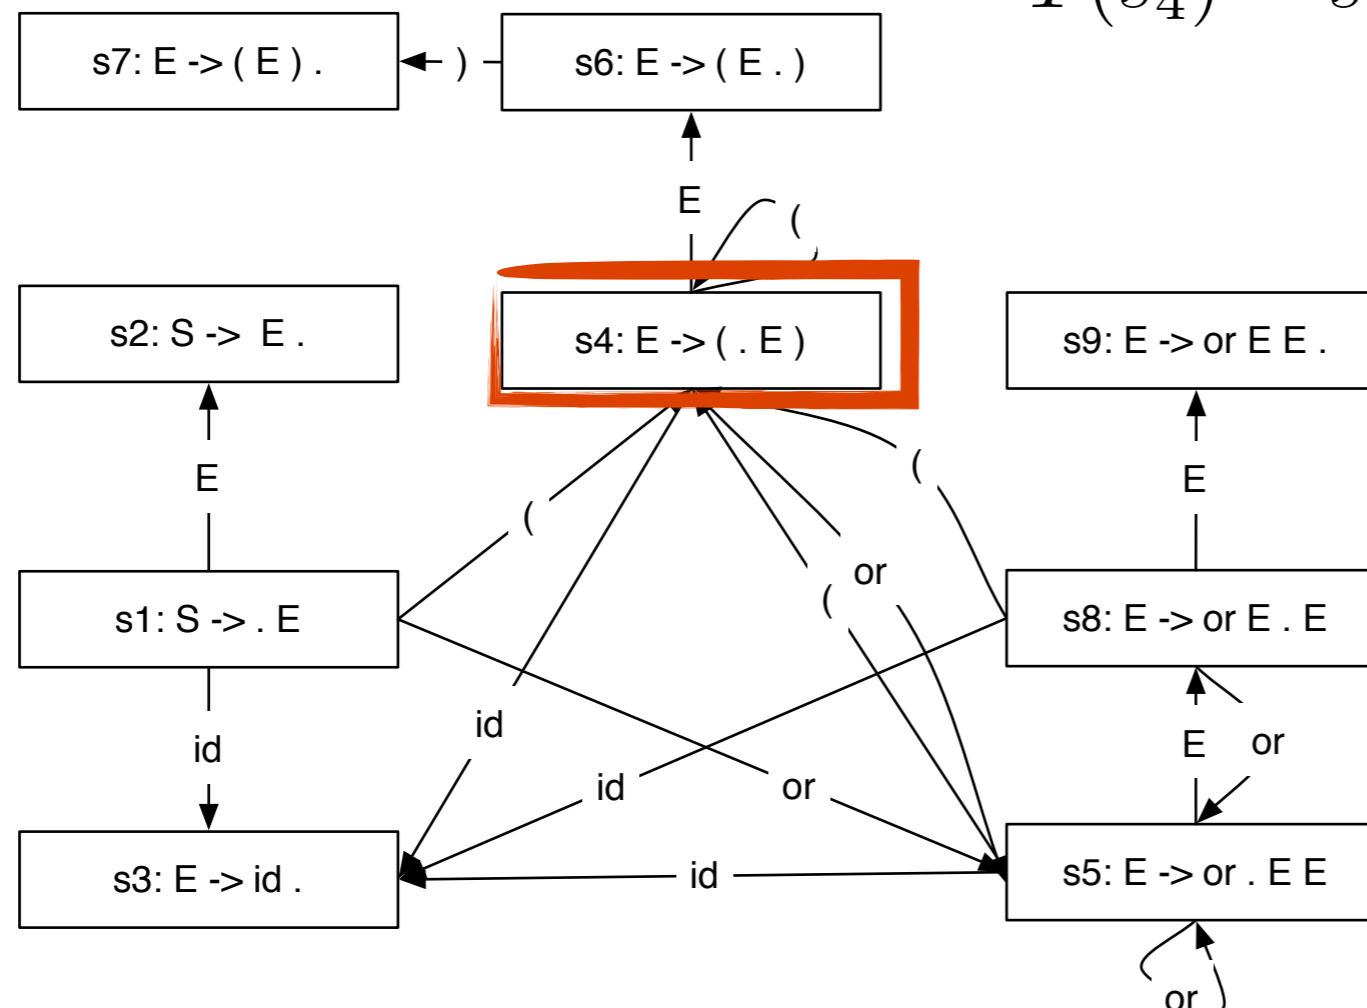 s7: E -> ( E ) .
)
s6: E -> ( E . )
E
(
s2: S -> E .
s4: E -> ( . E )
s9: E -> or E E .
E
(
(
E
or
(
s1: S -> . E
s8: E -> or E . E
id
id
E
or
id
or
s3: E -> id .
id
s5: E -> or . E E
or